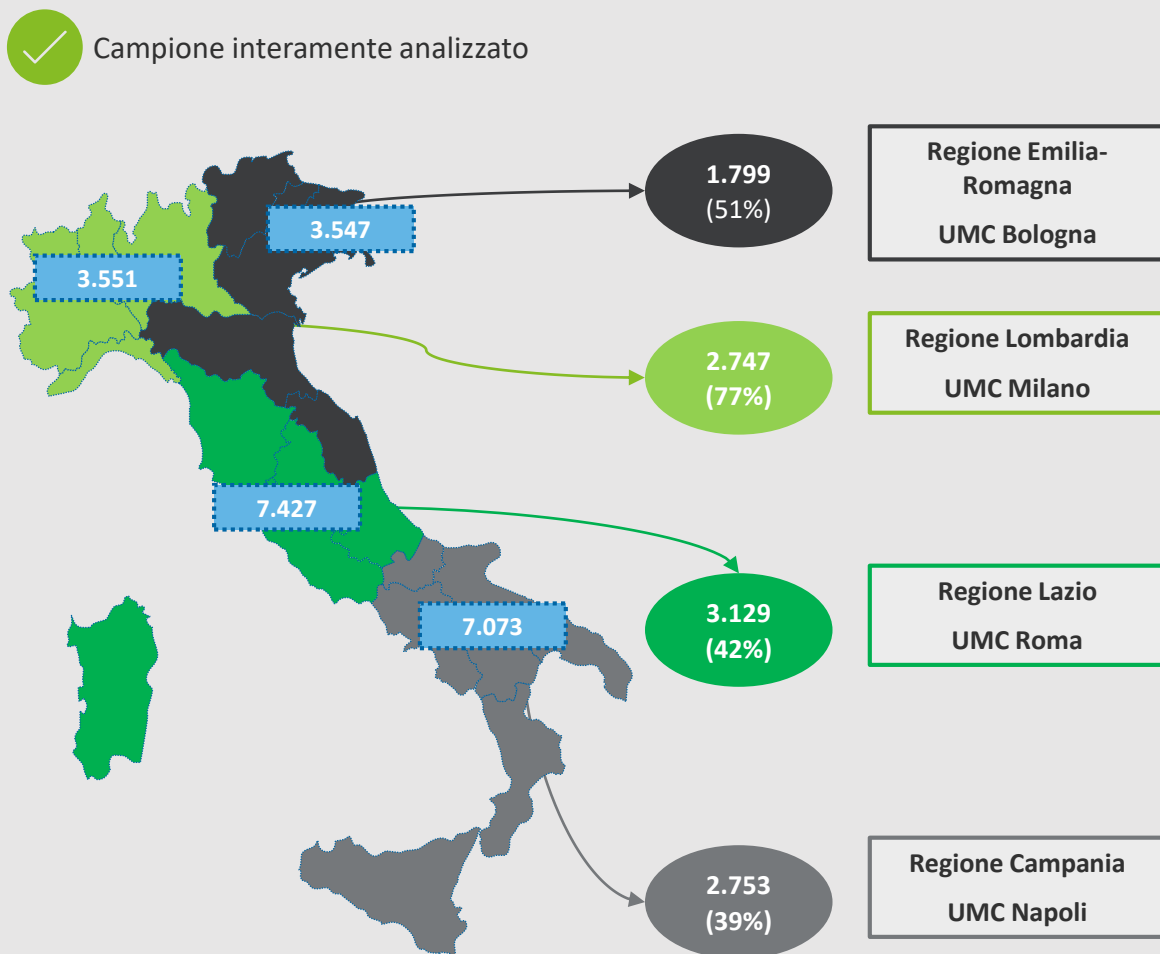 Campione interamente analizzato
1.799
(51%)
Regione Emilia-
Romagna
UMC Bologna
3.547
3.551
2.747
(77%)
Regione Lombardia
UMC Milano
7.427
3.129
(42%)
Regione Lazio
UMC Roma
7.073
2.753
(39%)
Regione Campania
UMC Napoli